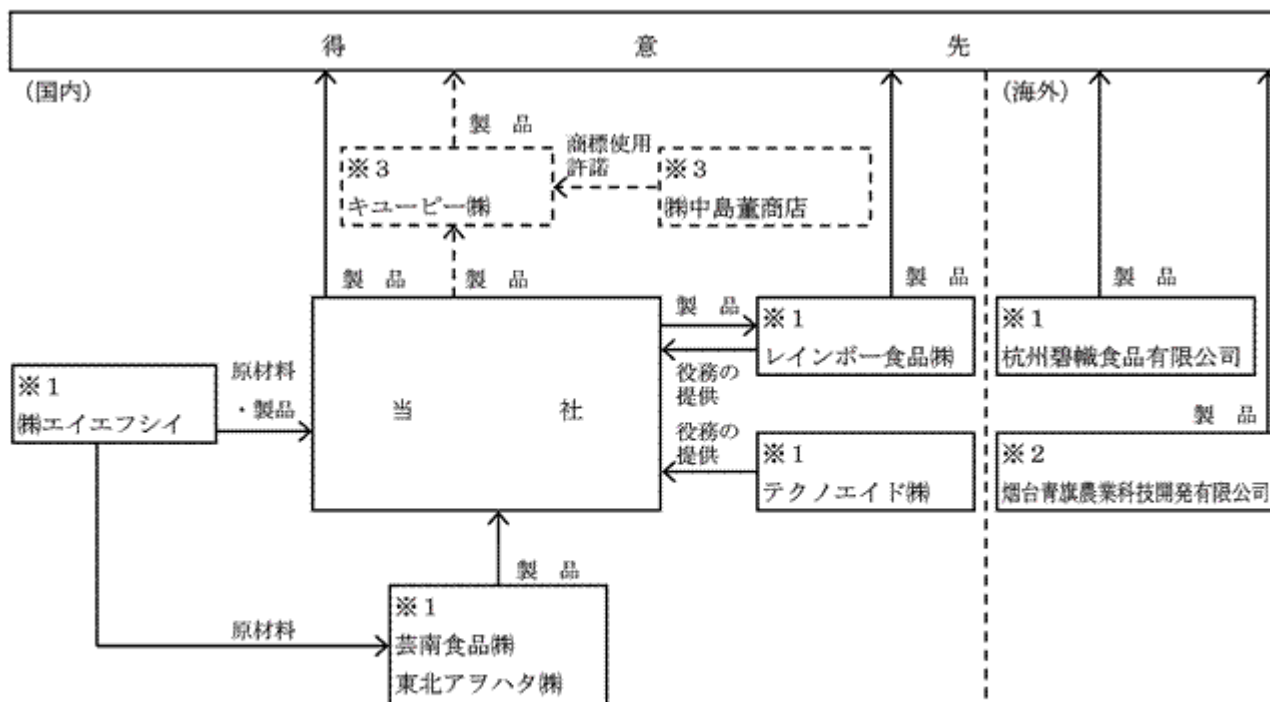 得 意 先
(国内)
(海外)
製 品
商標使用
許諾
※3
キユーピー㈱
※3
㈱中島董商店
製 品
製 品
製 品
製 品
※1
レインボー食品㈱
※1
杭州碧幟食品有限公司
※1
㈱エイエフシイ
原材料
・製品
当 社
役務の
提供
役務の
提供
製 品
※1
テクノエイド㈱
※2
烟台青旗農業科技開発有限公司
製 品
原材料
※1
芸南食品㈱
東北アヲハタ㈱